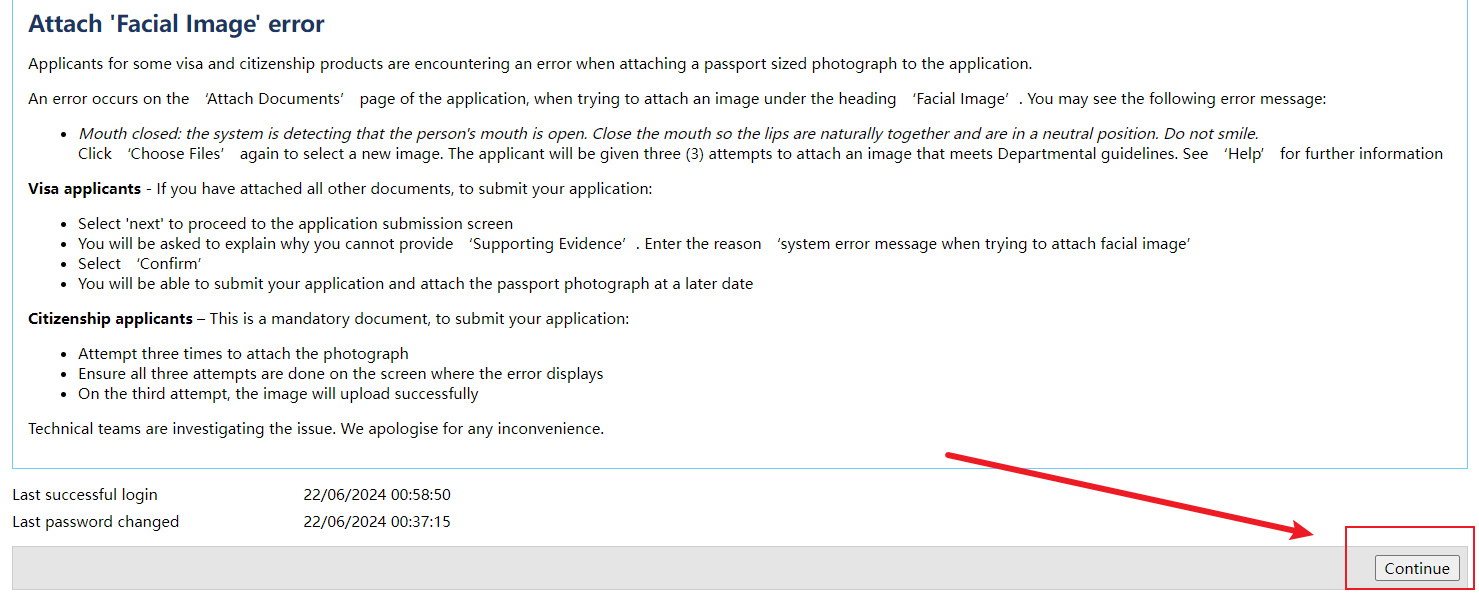 Attach 'Facial Image' error
Applicants for some visa and citizenship products are encountering an error when attaching a passport sized photograph to the application.
An error occurs on the ‘Attach Documents’ page of the application, when trying to attach an image under the heading ‘Facial Image’. You may see the following error message:
• Mouth closed: the system is detecting that the person's mouth is open. Close the mouth so the lips are naturally together and are in a neutral position. Do not smile.
Click ‘Choose Files’ again to select a new image. The applicant will be given three (3) attempts to attach an image that meets Departmental guidelines. See ‘Help’ for further information
Visa applicants - If you have attached all other documents, to submit your application:
• Select 'next' to proceed to the application submission screen
• You will be asked to explain why you cannot provide ‘Supporting Evidence’. Enter the reason ‘system error message when trying to attach facial image’
• Select ‘Confirm’
• You will be able to submit your application and attach the passport photograph at a later date
Citizenship applicants – This is a mandatory document, to submit your application:
• Attempt three times to attach the photograph
• Ensure all three attempts are done on the screen where the error displays
• On the third attempt, the image will upload successfully
Technical teams are investigating the issue. We apologise for any inconvenience.
Last successful login 22/06/2024 00:58:50
Last password changed 22/06/2024 00:37:15
Continue